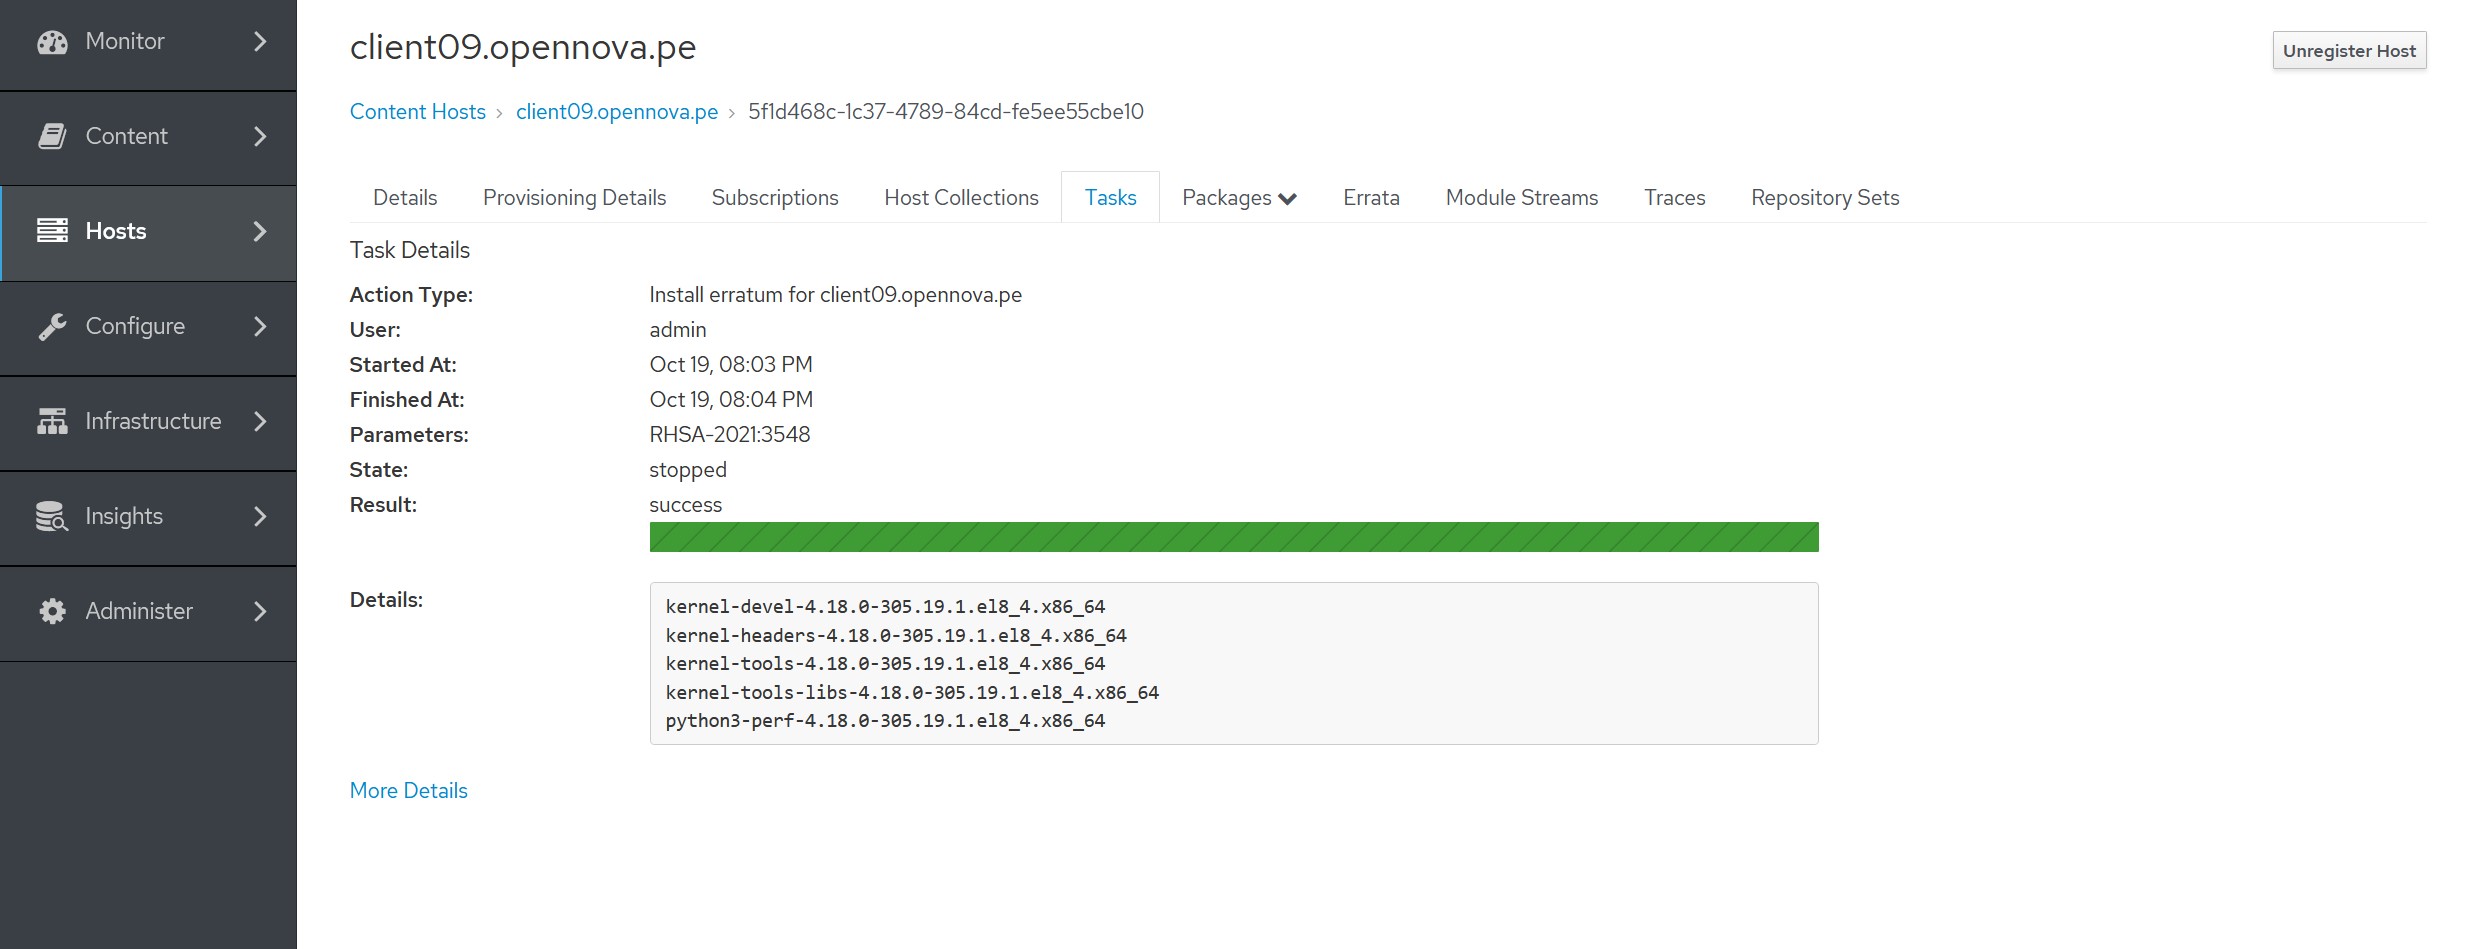 Monitor
Content
Hosts
Configure
Infrastructure
Insights
Administer
client09.opennova.pe
Unregister Host
Content Hosts › client09.opennova.pe › 5f1d468c-1c37-4789-84cd-fe5ee55cbe10
Details Provisioning Details Subscriptions Host Collections Tasks Packages Errata Module Streams Traces Repository Sets
Task Details
Action Type: Install erratum for client09.opennova.pe
User: admin
Started At: Oct 19, 08:03 PM
Finished At: Oct 19, 08:04 PM
Parameters: RHSA-2021:3548
State: stopped
Result: success
Details:
kernel-devel-4.18.0-305.19.1.el8_4.x86_64
kernel-headers-4.18.0-305.19.1.el8_4.x86_64
kernel-tools-4.18.0-305.19.1.el8_4.x86_64
kernel-tools-libs-4.18.0-305.19.1.el8_4.x86_64
python3-perf-4.18.0-305.19.1.el8_4.x86_64
More Details